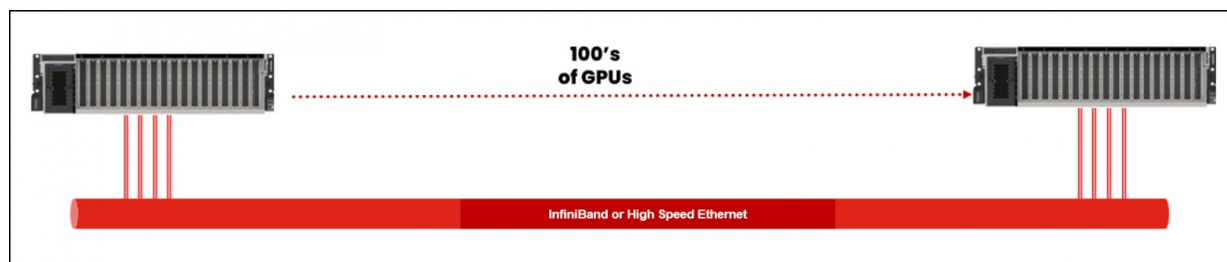 100's
of GPUs
InfiniBand or High Speed Ethernet